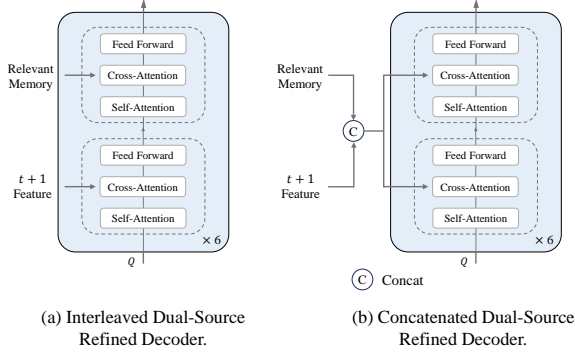 Feed Forward
Relevant
Memory
Cross-Attention
Self-Attention
Feed Forward
t + 1
Feature
Cross-Attention
Self-Attention
× 6
Q
(a) Interleaved Dual-Source
Refined Decoder.
Feed Forward
Relevant
Memory
Cross-Attention
Self-Attention
C
Feed Forward
t + 1
Feature
Cross-Attention
Self-Attention
× 6
Q
C Concat
(b) Concatenated Dual-Source
Refined Decoder.